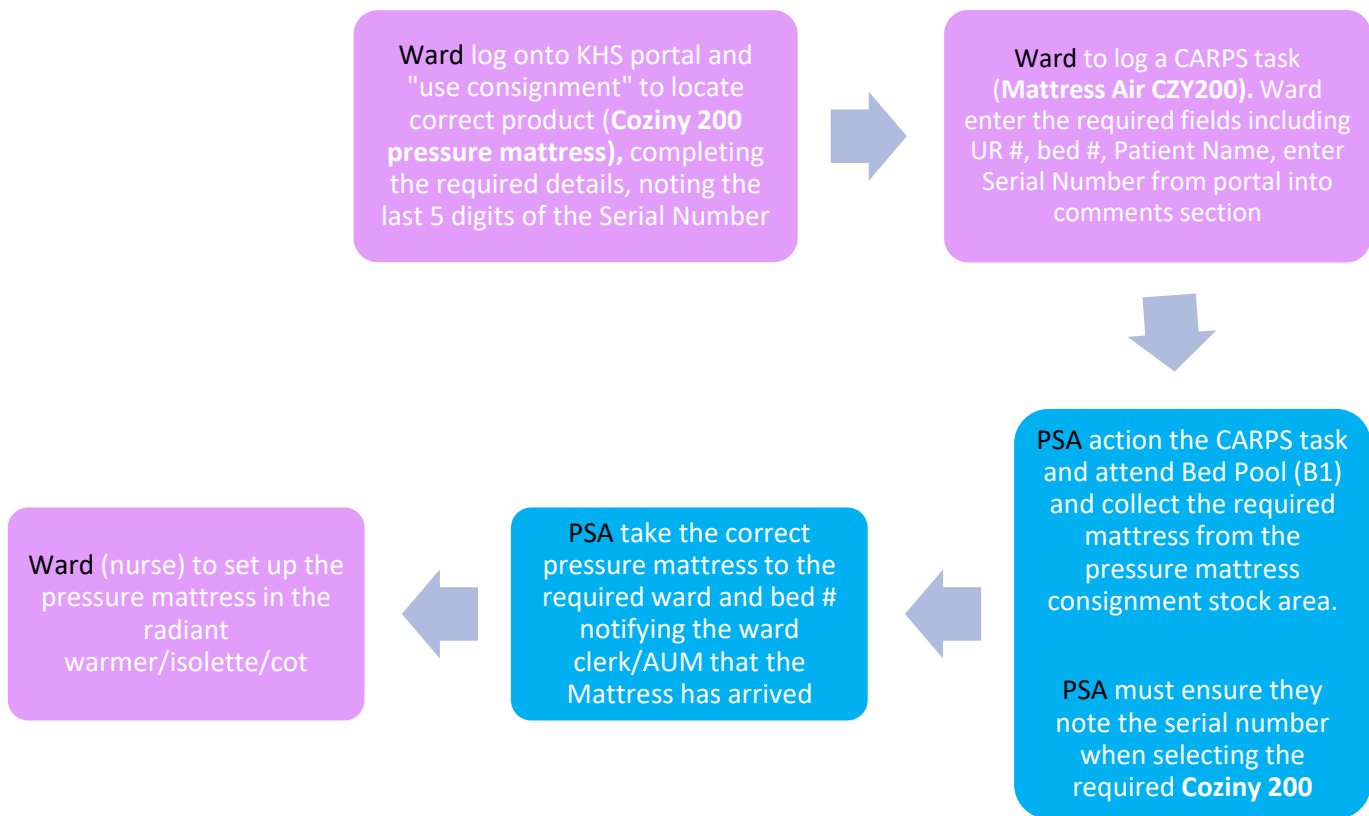 Ward log onto KHS portal and
"use consignment" to locate
correct product (Coziny 200
pressure mattress), completing
the required details, noting the
last 5 digits of the Serial Number
Ward to log a CARPS task
(Mattress Air CZY200). Ward
enter the required fields including
UR #, bed #, Patient Name, enter
Serial Number from portal into
comments section
PSA action the CARPS task
and attend Bed Pool (B1)
and collect the required
mattress from the
pressure mattress
consignment stock area.
PSA must ensure they
note the serial number
when selecting the
required Coziny 200
PSA take the correct
pressure mattress to the
required ward and bed #
notifying the ward
clerk/AUM that the
Mattress has arrived
Ward (nurse) to set up the
pressure mattress in the
radiant
warmer/isolette/cot